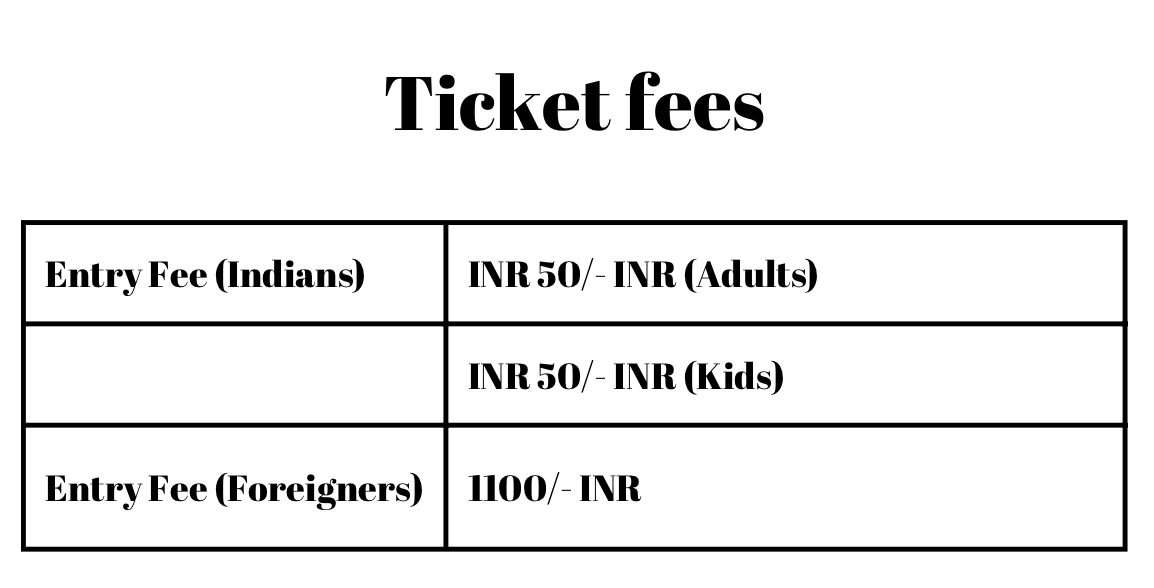 Ticket fees
Entry Fee (Indians) INR 50/- INR (Adults)
INR 50/- INR (Kids)
Entry Fee (Foreigners) 1100/- INR